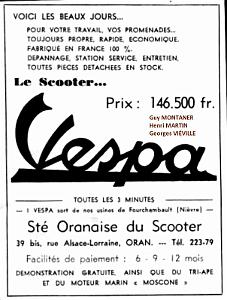 VOICI LES BEAUX JOURS...
POUR VOTRE TRAVAIL, VOS PROMENADES...
TOUJOURS PROPRE, RAPIDE, ECONOMIQUE.
FABRIQUÉ EN FRANCE 100 %.
DEPANNAGE, STATION SERVICE, ENTRETIEN,
TOUTES PIECES DETACHEES EN STOCK.
Le Scooter...
Prix : 146.500 fr.
Guy MONTANER
Henri MARTIN
Georges VIÉVILLE
Vespa
TOUTES LES 3 MINUTES
— 1 VESPA sort de nos usines de Fourchambault (Nièvre) —
Sté Oranaise du Scooter
39 bis, rue Alsace-Lorraine, ORAN. --- Tél. 223-79
Facilités de paiement : 6 - 9 - 12 mois
DEMONSTRATION GRATUITE, AINSI QUE DU TRI-APE
ET DU MOTEUR MARIN « MOSCONE »